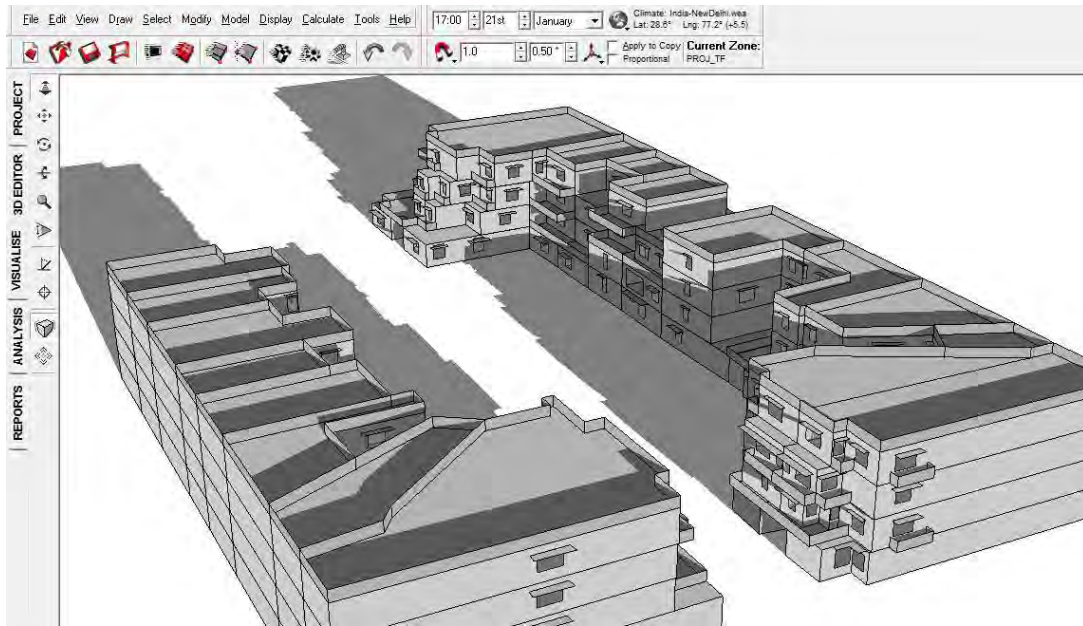 File Edit View Draw Select Modify Model Display Calculate Tools Help
17:00 21st January
Climate: India-NewDelhi.wea
Lat: 28.6° Lng: 77.2° (+5.5)
1.0 0.50 ° Apply to Copy Current Zone:
Proportional PROJ_TF
PROJECT
3D EDITOR
VISUALISE
ANALYSIS
REPORTS